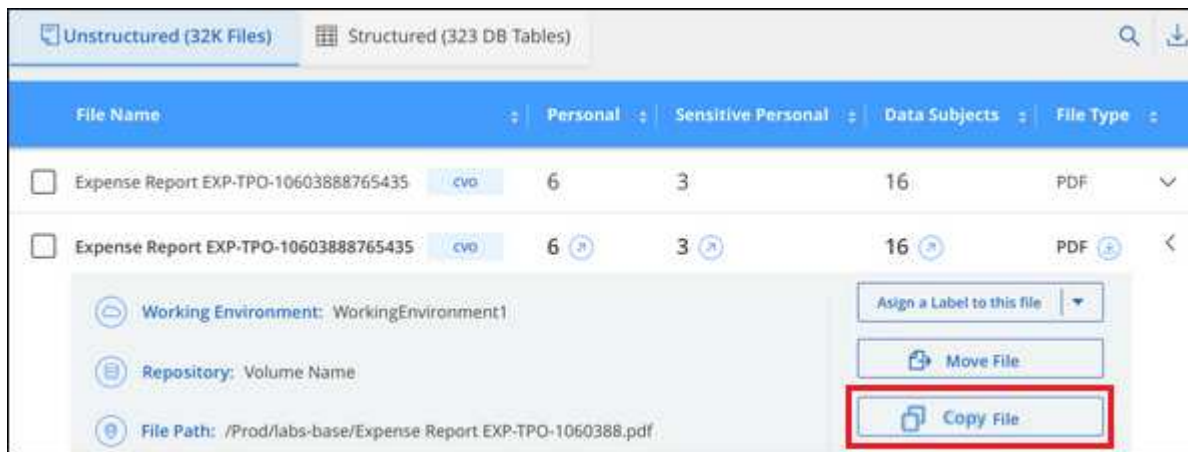 Unstructured (32K Files) Structured (323 DB Tables)
File Name Personal Sensitive Personal Data Subjects File Type
Expense Report EXP-TPO-10603888765435 CVO 6 3 16 PDF
Expense Report EXP-TPO-10603888765435 CVO 6 3 16 PDF
Working Environment: WorkingEnvironment1
Asign a Label to this file
Repository: Volume Name
Move File
File Path: /Prod/labs-base/Expense Report EXP-TPO-1060388.pdf
Copy File